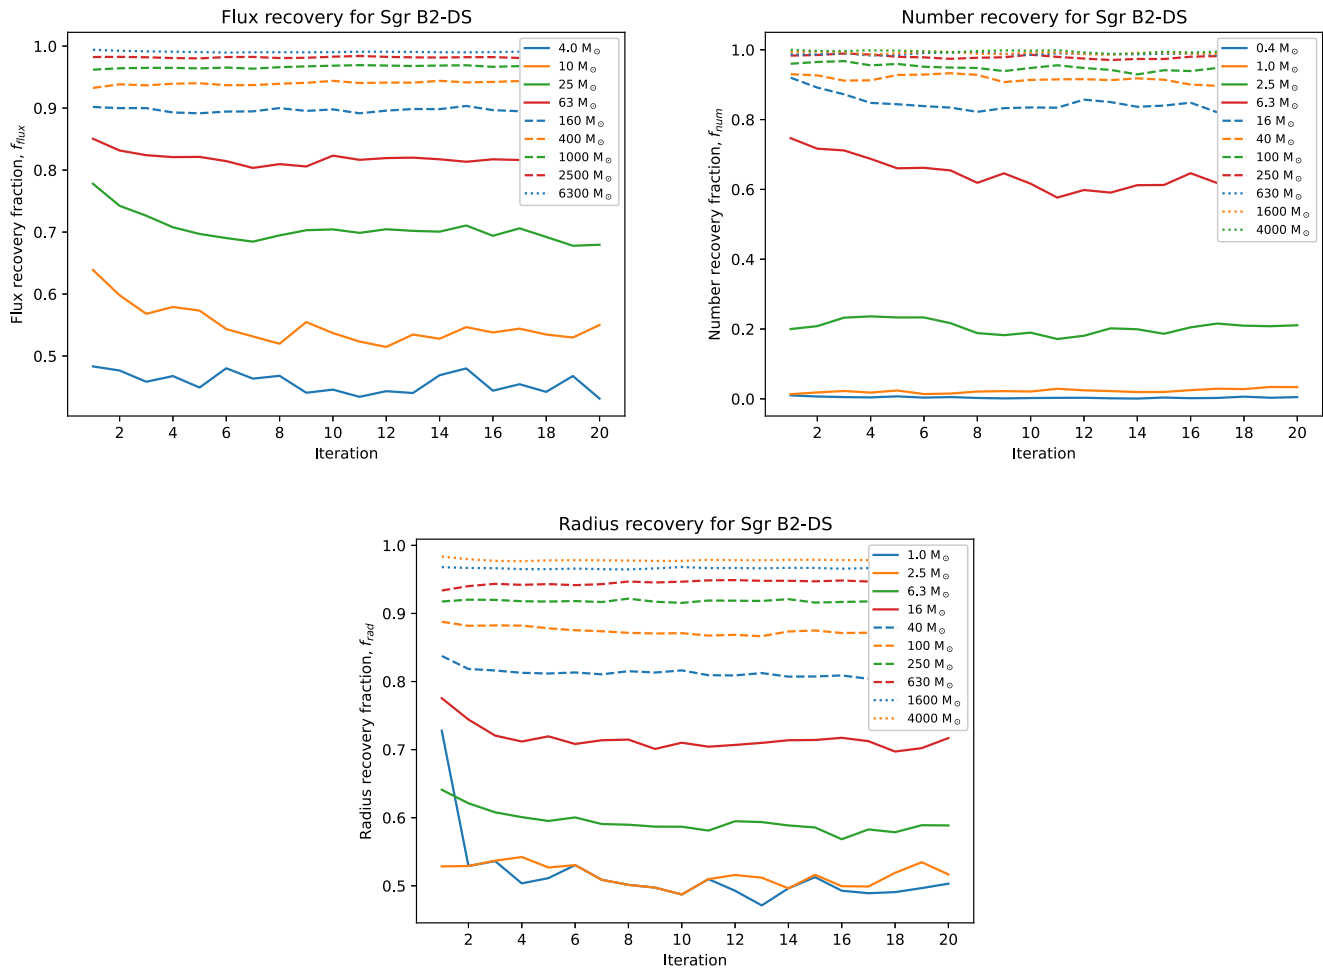 Flux recovery for Sgr B2-DS
Flux recovery fraction, f_flux
1.0
0.9
0.8
0.7
0.6
0.5
2 4 6 8 10 12 14 16 18 20
Iteration
4.0 M⊙
10 M⊙
25 M⊙
63 M⊙
160 M⊙
400 M⊙
1000 M⊙
2500 M⊙
6300 M⊙
Number recovery for Sgr B2-DS
Number recovery fraction, f_num
1.0
0.8
0.6
0.4
0.2
0.0
2 4 6 8 10 12 14 16 18 20
Iteration
0.4 M⊙
1.0 M⊙
2.5 M⊙
6.3 M⊙
16 M⊙
40 M⊙
100 M⊙
250 M⊙
630 M⊙
1600 M⊙
4000 M⊙
Radius recovery for Sgr B2-DS
Radius recovery fraction, f_rad
1.0
0.9
0.8
0.7
0.6
0.5
2 4 6 8 10 12 14 16 18 20
Iteration
1.0 M⊙
2.5 M⊙
6.3 M⊙
16 M⊙
40 M⊙
100 M⊙
250 M⊙
630 M⊙
1600 M⊙
4000 M⊙